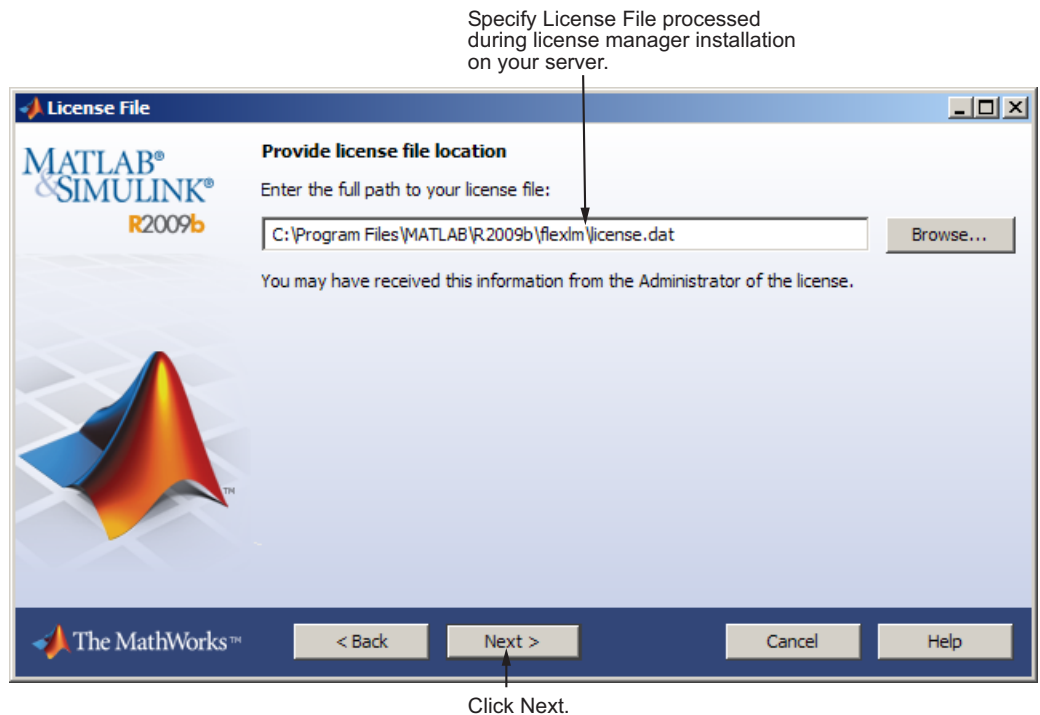 Specify License File processed
during license manager installation
on your server.
License File
MATLAB®
&SIMULINK®
R2009b
Provide license file location
Enter the full path to your license file:
C:\Program Files\MATLAB\R2009b\flexlm\license.dat
Browse...
You may have received this information from the Administrator of the license.
TM
The MathWorks™
< Back
Next >
Cancel
Help
Click Next.